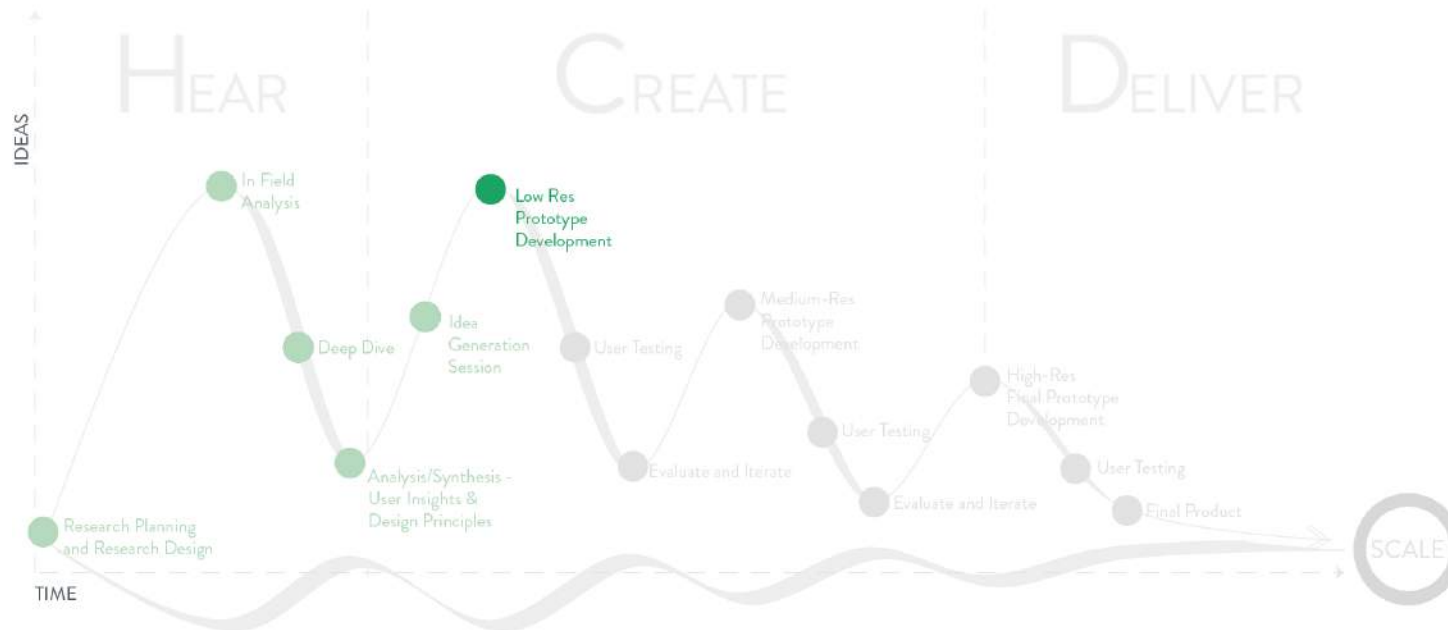 HEAR
CREATE
DELIVER
IDEAS
In Field
Analysis
Low Res
Prototype
Development
Idea
Generation
Session
Deep Dive
User Testing
Medium-Res
Prototype
Development
High-Res
Final Prototype
Development
User Testing
Analysis/Synthesis -
User Insights &
Design Principles
Evaluate and Iterate
Evaluate and Iterate
User Testing
Final Product
Research Planning
and Research Design
SCALE
TIME